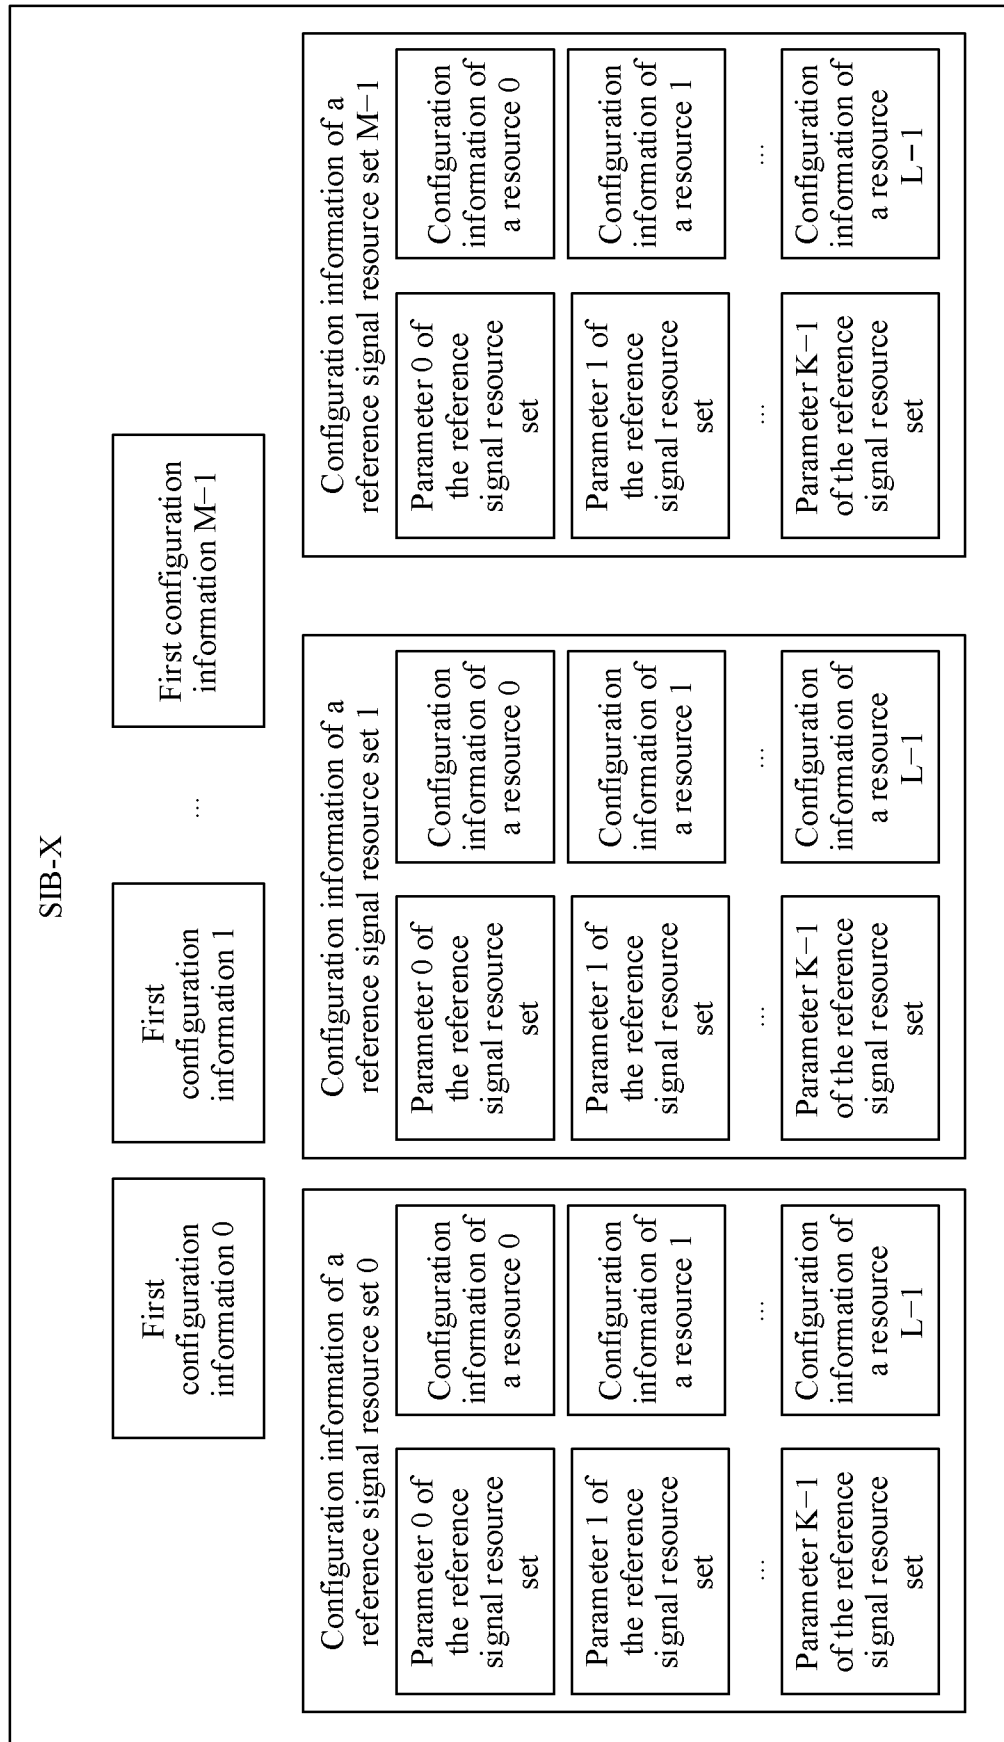 SIB-X
First
configuration
information 0
First
configuration
information 1
...
First configuration
information M−1
Configuration information of a
reference signal resource set 0
Parameter 0 of
the reference
signal resource
set
Configuration
information of
a resource 0
Parameter 1 of
the reference
signal resource
set
Configuration
information of
a resource 1
...
...
Parameter K−1
of the reference
signal resource
set
Configuration
information of
a resource
L−1
Configuration information of a
reference signal resource set 1
Parameter 0 of
the reference
signal resource
set
Configuration
information of
a resource 0
Parameter 1 of
the reference
signal resource
set
Configuration
information of
a resource 1
...
...
Parameter K−1
of the reference
signal resource
set
Configuration
information of
a resource
L−1
Configuration information of a
reference signal resource set M−1
Parameter 0 of
the reference
signal resource
set
Configuration
information of
a resource 0
Parameter 1 of
the reference
signal resource
set
Configuration
information of
a resource 1
...
...
Parameter K−1
of the reference
signal resource
set
Configuration
information of
a resource
L−1